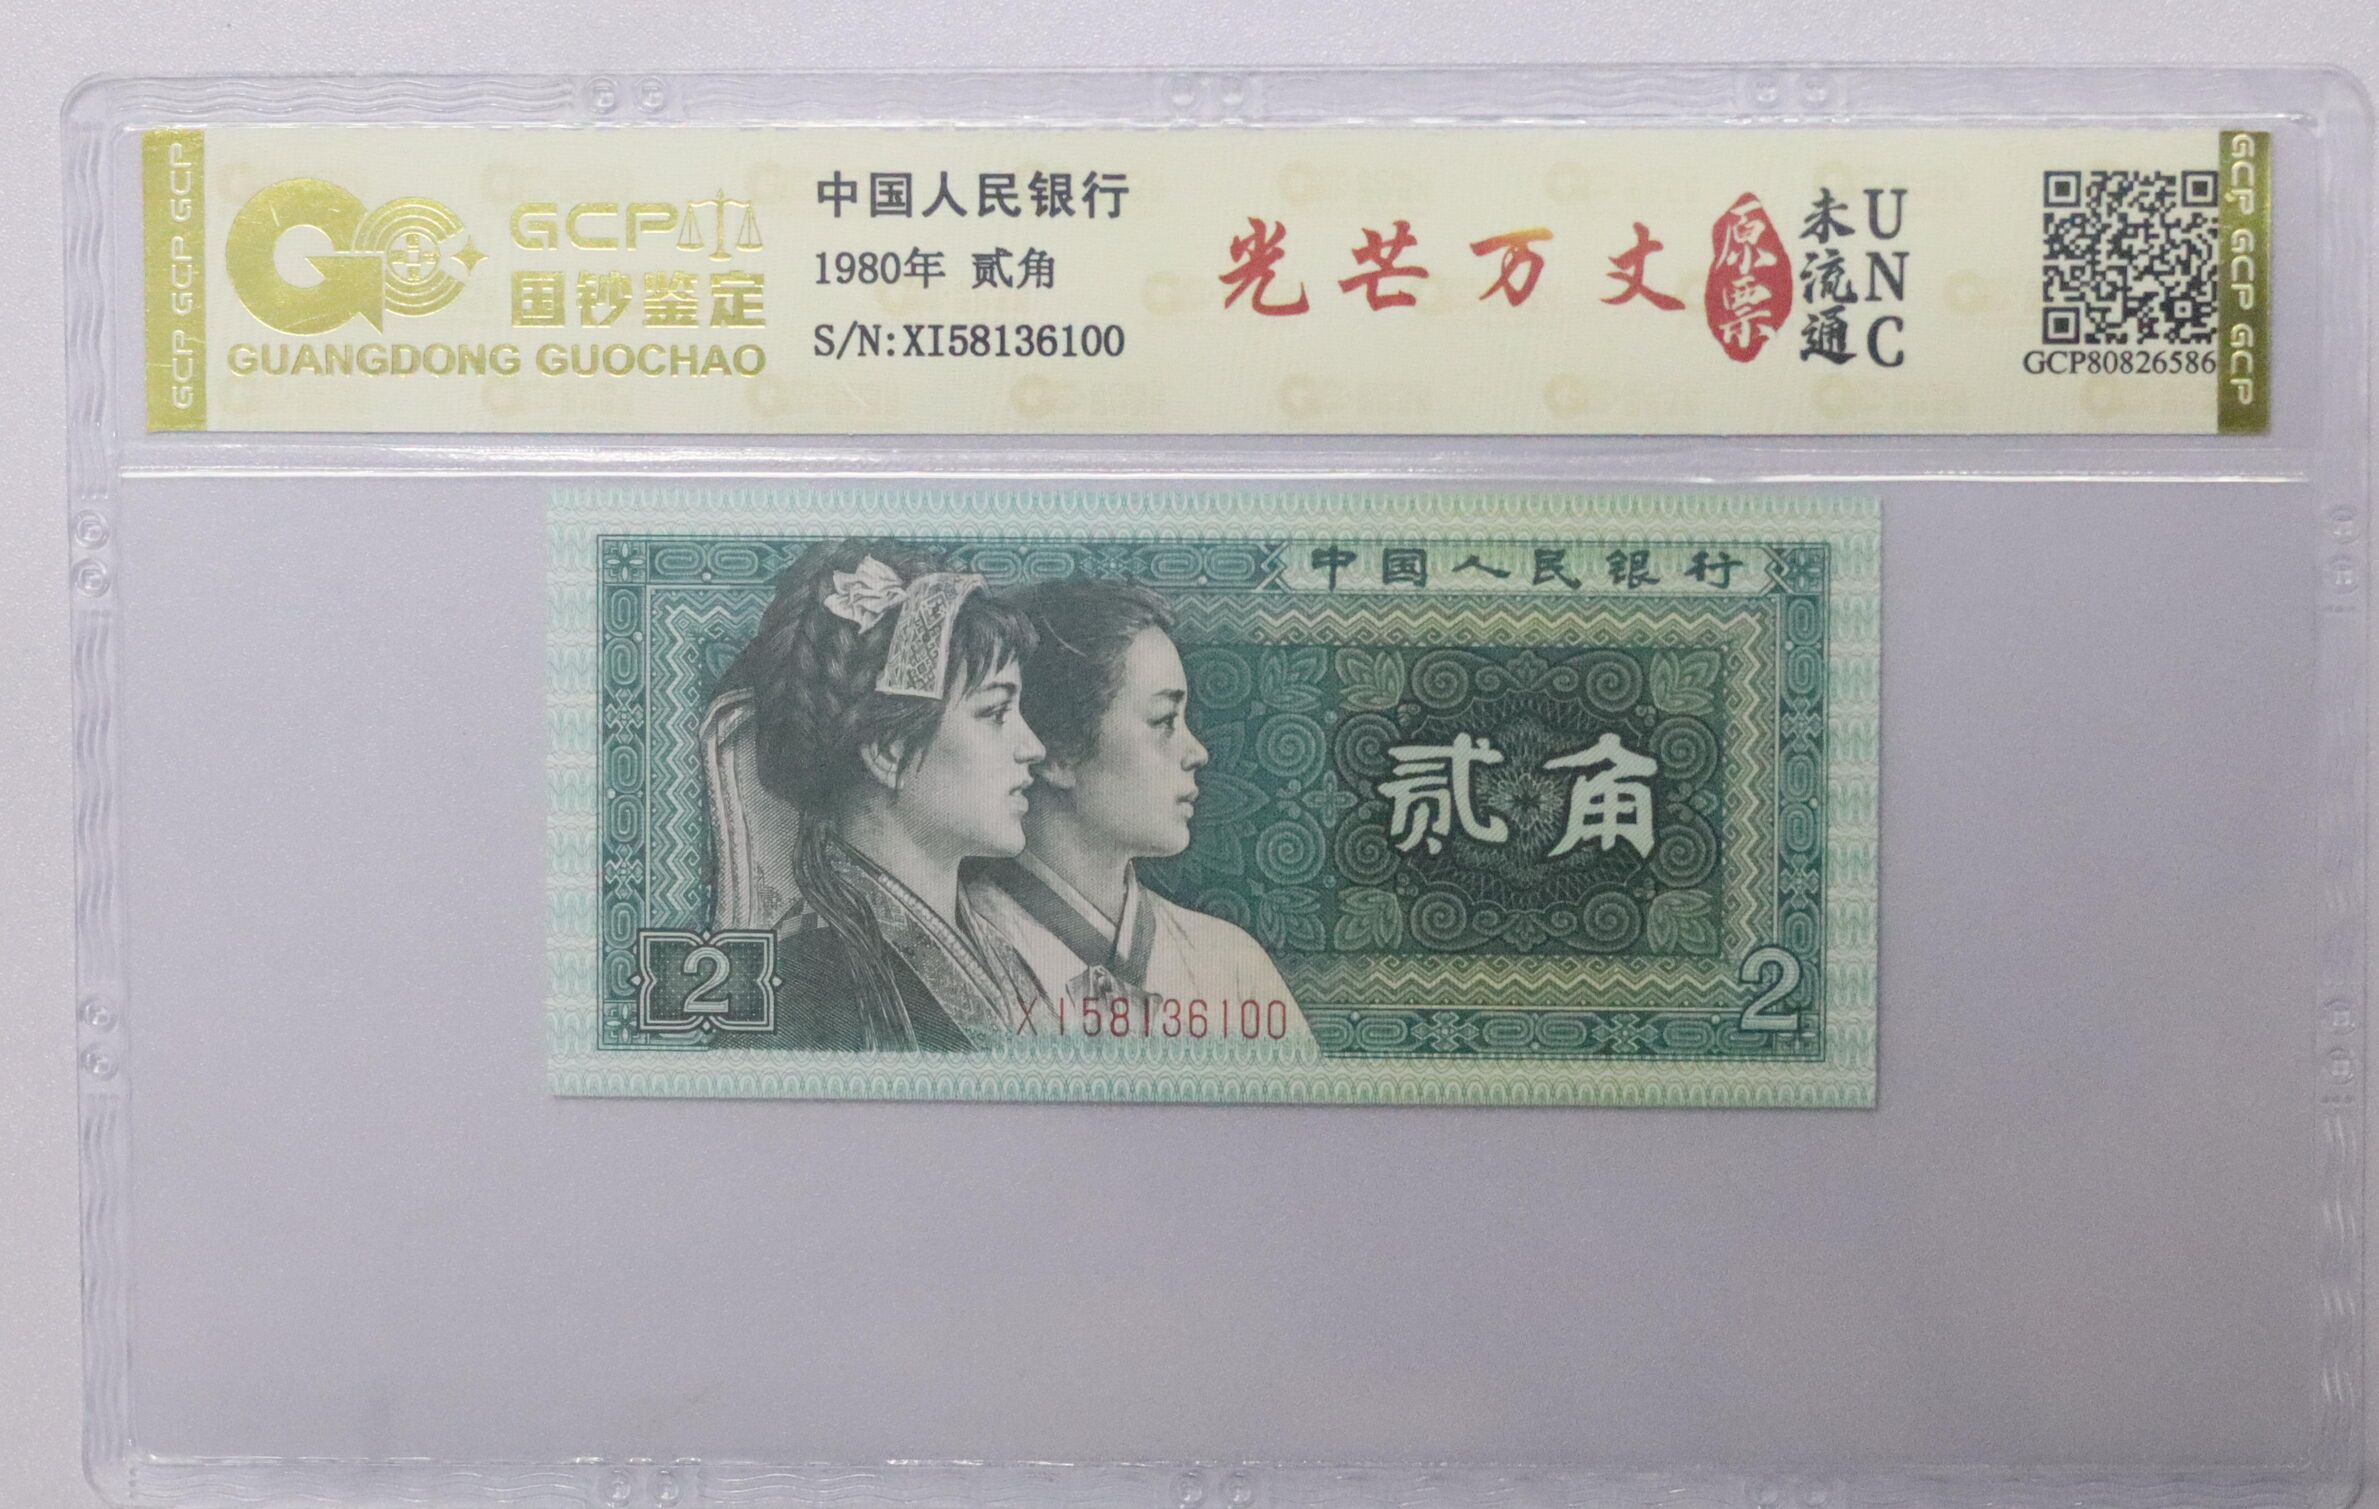 GCP GCP GCP
GCP
国钞鉴定
GUANGDONG GUOCHAO
中国人民银行
1980年 贰角
S/N:XI58136100
光芒万丈
原票
未流通
UNC
GCP80826586
GCP GCP GCP
中国人民银行
贰角
2
XI58136100
2